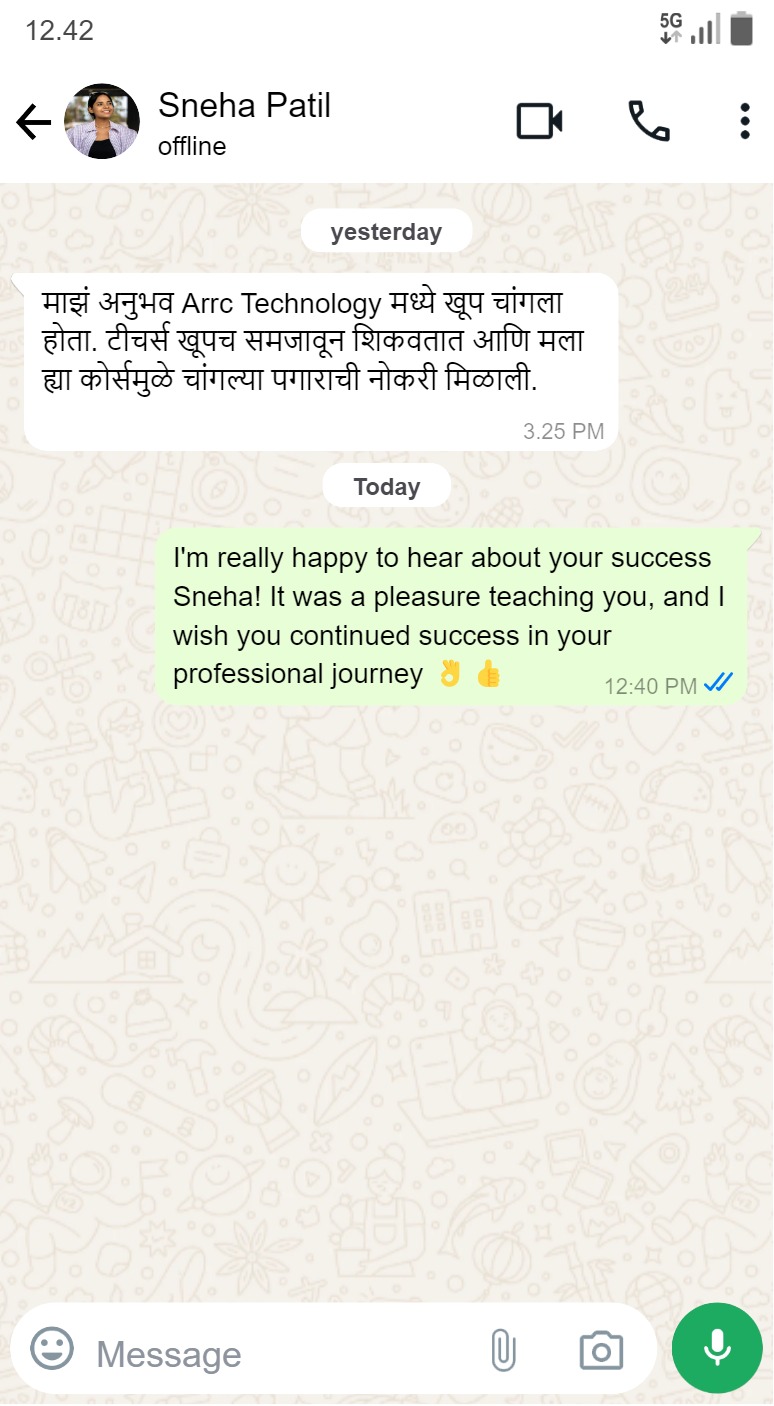 12.42
5G
Sneha Patil
offline
yesterday
माझं अनुभव Arrc Technology मध्ये खूप चांगला
होता. टीचर्स खूपच समजावून शिकवतात आणि मला
ह्या कोर्समुळे चांगल्या पगाराची नोकरी मिळाली.
3.25 PM
Today
I'm really happy to hear about your success
Sneha! It was a pleasure teaching you, and I
wish you continued success in your
professional journey 👌 👍
12:40 PM
Message